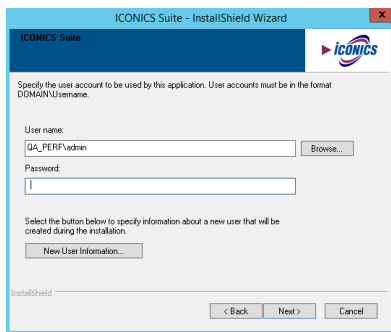 ICONICS Suite - InstallShield Wizard
x
ICONICS Suite
ICONICS
Specify the user account to be used by this application. User accounts must be in the format
DOMAIN\Username.
User name:
QA_PERF\admin
Browse...
Password:
Select the button below to specify information about a new user that will be
created during the installation.
New User Information...
InstallShield
< Back
Next >
Cancel